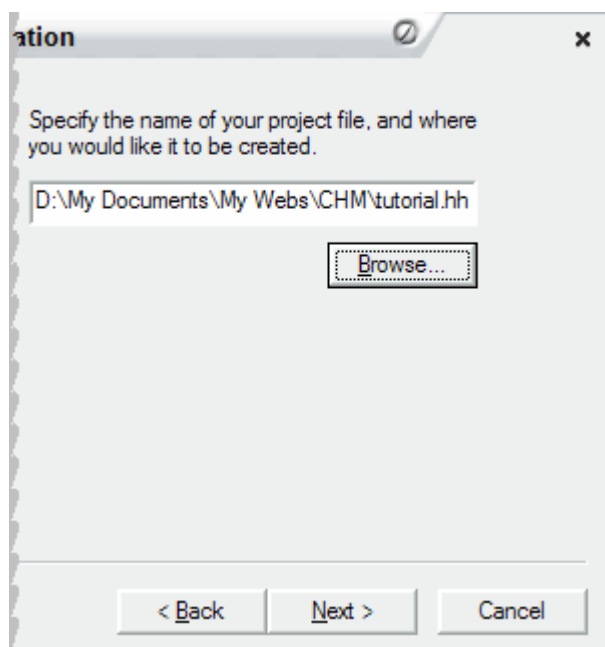 ation
Specify the name of your project file, and where
you would like it to be created.
D:\My Documents\My Webs\CHM\tutorial.hh
Browse...
< Back Next > Cancel